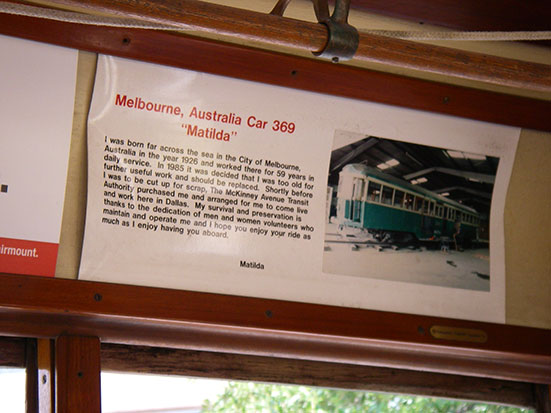 Melbourne, Australia Car 369
"Matilda"
I was born far across the sea in the City of Melbourne,
Australia in the year 1926 and worked there for 59 years in
daily service. In 1985 it was decided that I was too old for
further useful work and should be replaced. Shortly before
I was to be cut up for scrap, The McKinney Avenue Transit
Authority purchased me and arranged for me to come live
and work here in Dallas. My survival and preservation is
thanks to the dedication of men and women volunteers who
maintain and operate me and I hope you enjoy your ride as
much as I enjoy having you aboard.
Matilda
Matilda
irmount.